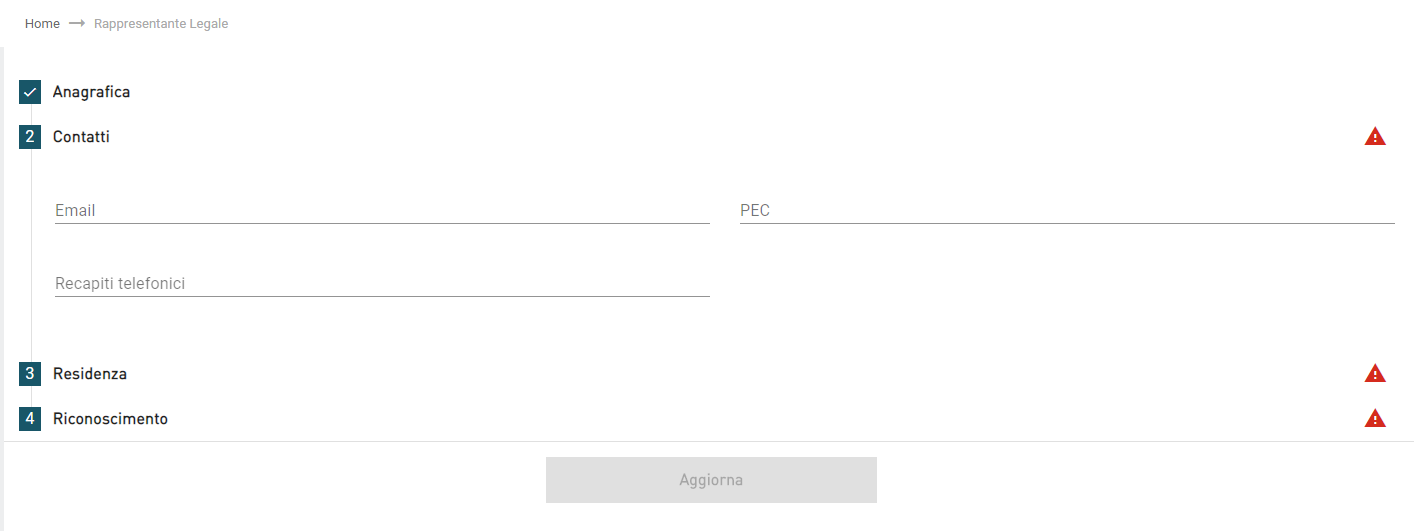 Home Rappresentante Legale
Anagrafica
2 Contatti
Email PEC
Recapiti telefonici
3 Residenza
4 Riconoscimento
Aggiorna